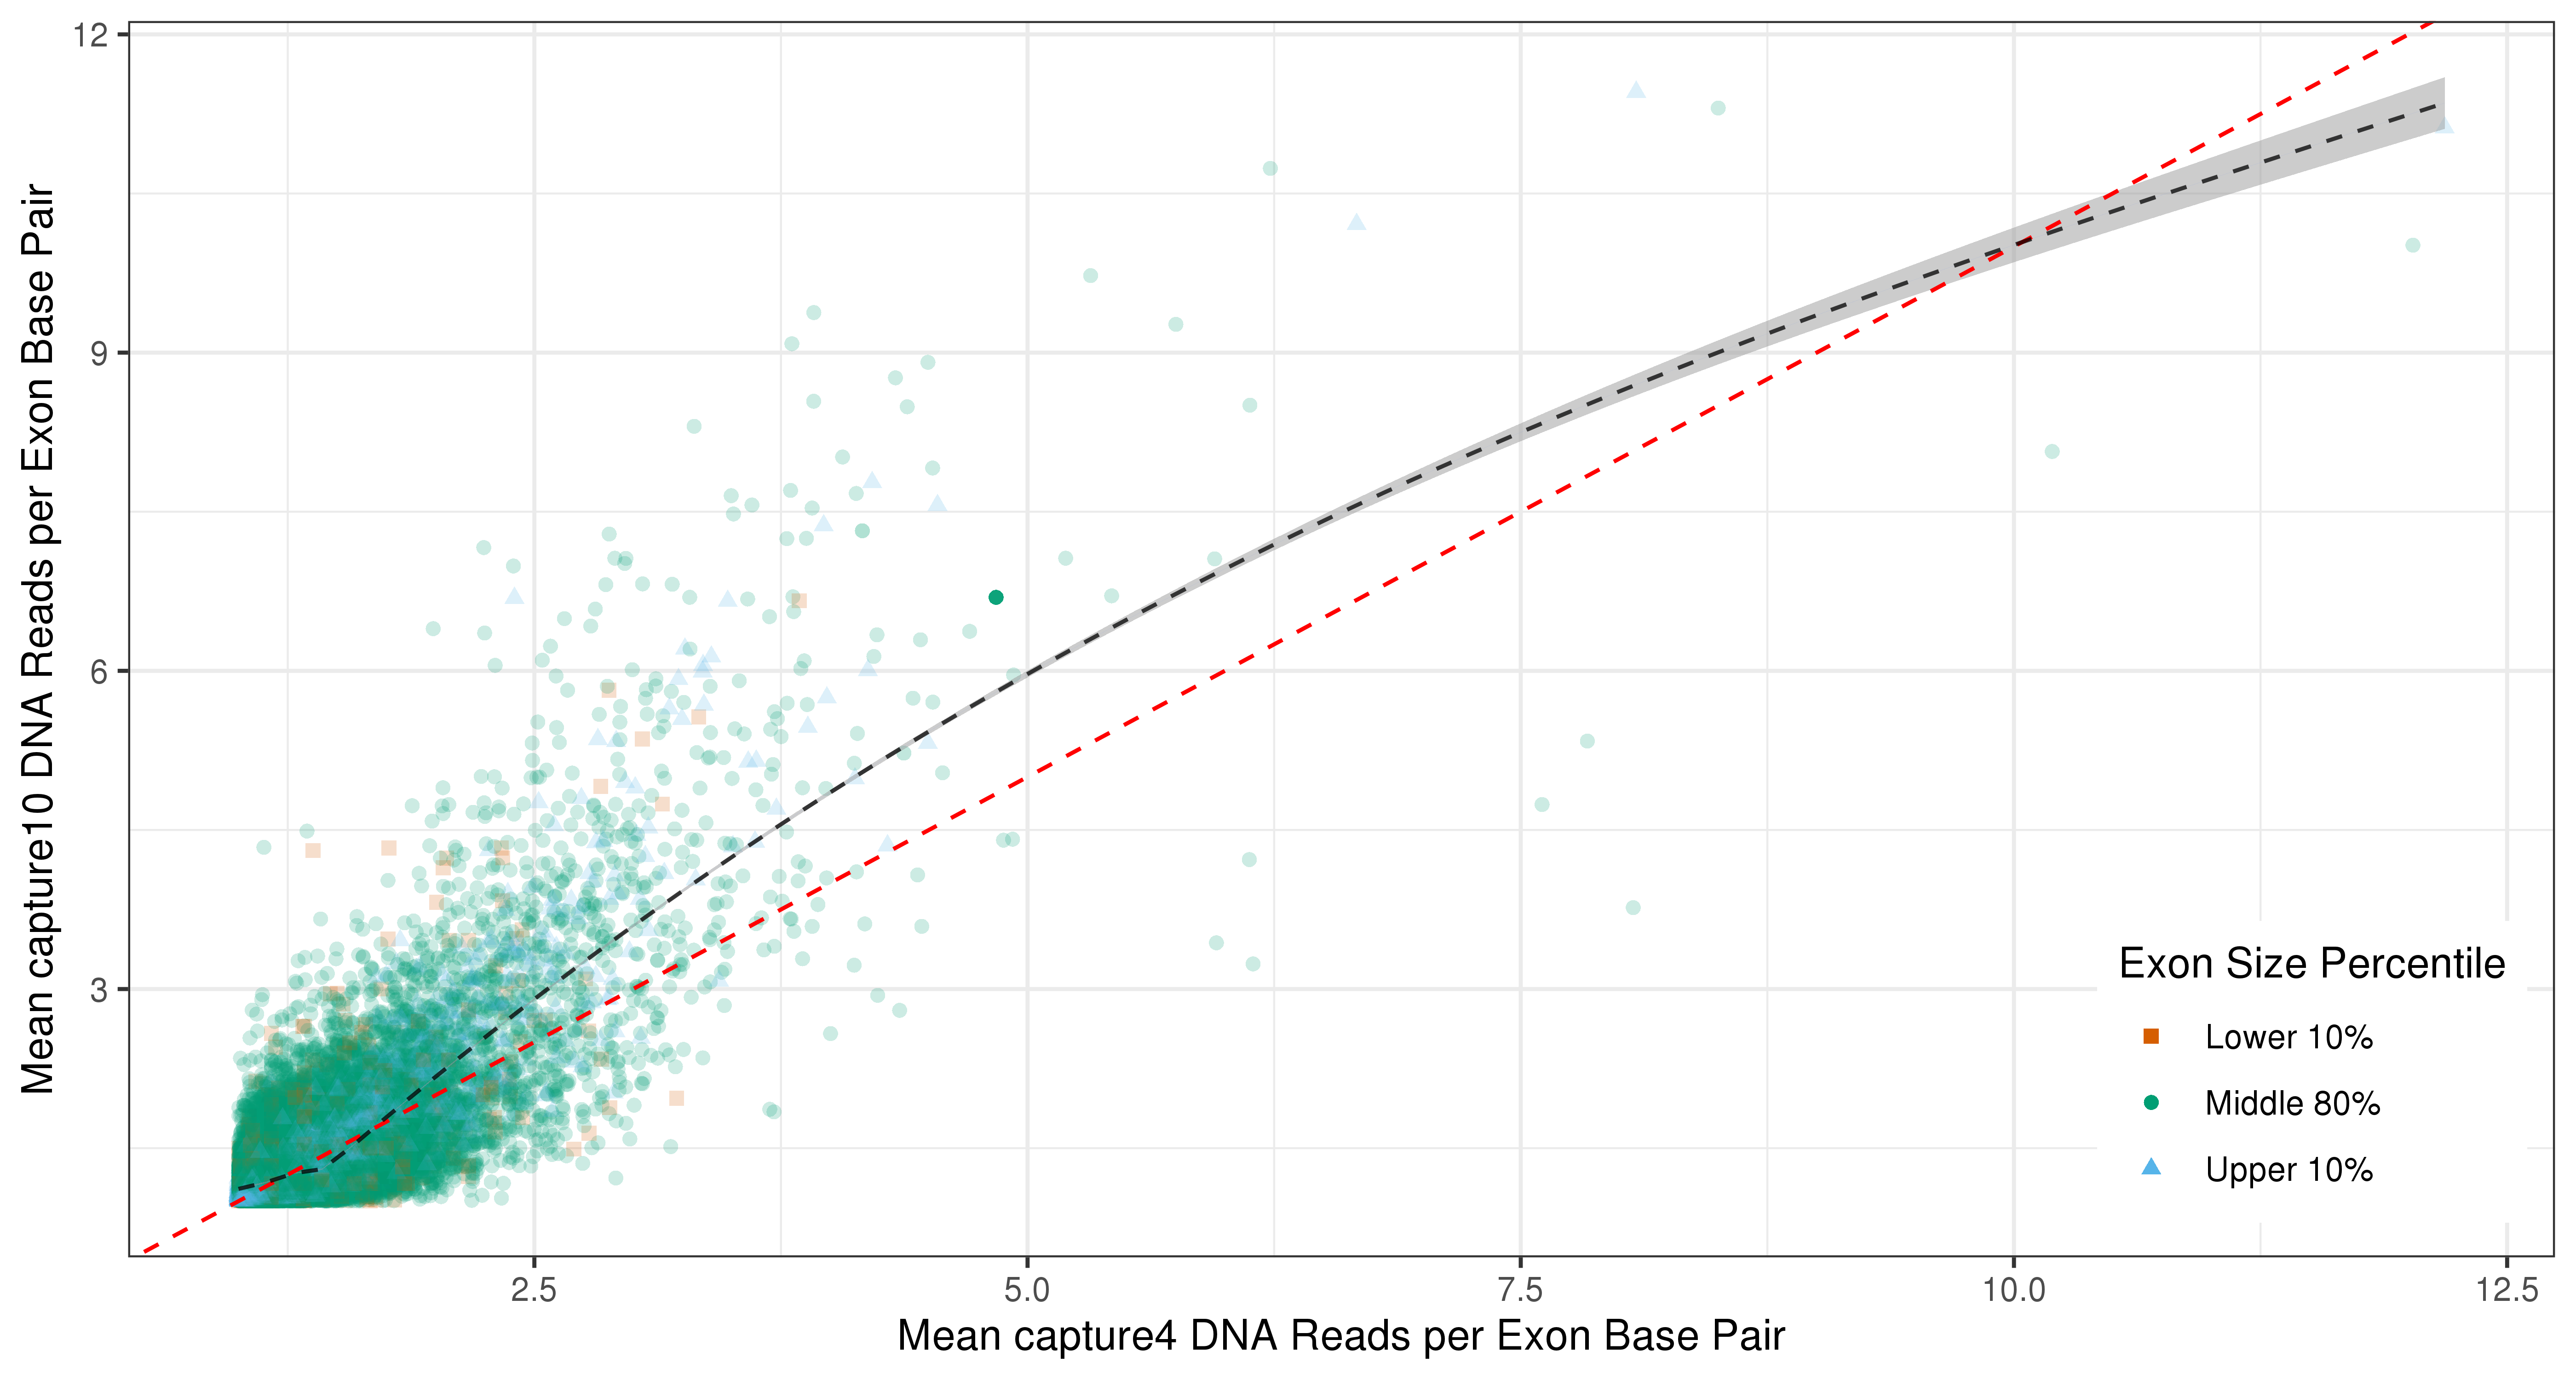 Mean capture10 DNA Reads per Exon Base Pair
12
9
6
3
2.5
5.0
7.5
10.0
12.5
Mean capture4 DNA Reads per Exon Base Pair
Exon Size Percentile
Lower 10%
Middle 80%
Upper 10%